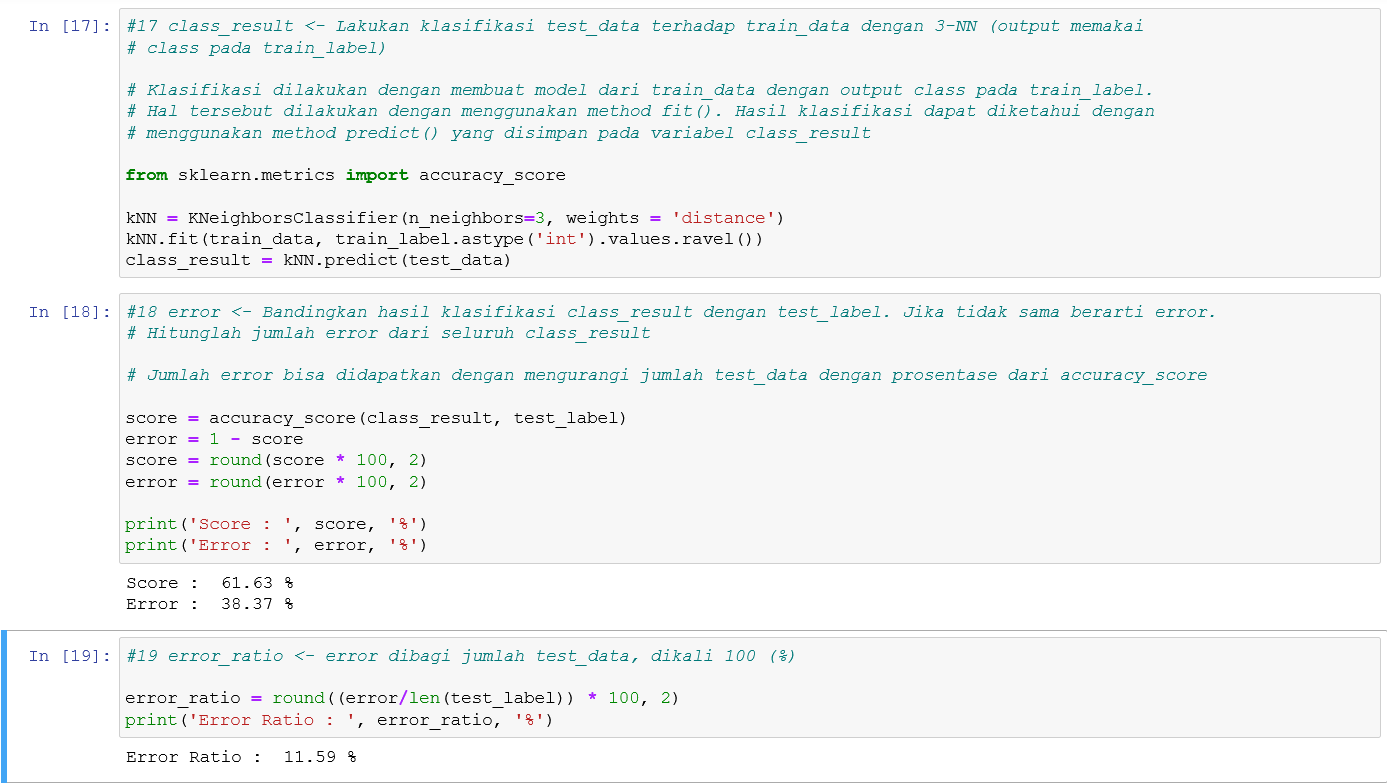 In [17]: #17 class_result <- Lakukan klasifikasi test_data terhadap train_data dengan 3-NN (output memakai
# class pada train_label)
# Klasifikasi dilakukan dengan membuat model dari train_data dengan output class pada train_label.
# Hal tersebut dilakukan dengan menggunakan method fit(). Hasil klasifikasi dapat diketahui dengan
# menggunakan method predict() yang disimpan pada variabel class_result
from sklearn.metrics import accuracy_score
kNN = KNeighborsClassifier(n_neighbors=3, weights = 'distance')
kNN.fit(train_data, train_label.astype('int').values.ravel())
class_result = kNN.predict(test_data)
In [18]: #18 error <- Bandingkan hasil klasifikasi class_result dengan test_label. Jika tidak sama berarti error.
# Hitunglah jumlah error dari seluruh class_result
# Jumlah error bisa didapatkan dengan mengurangi jumlah test_data dengan prosentase dari accuracy_score
score = accuracy_score(class_result, test_label)
error = 1 - score
score = round(score * 100, 2)
error = round(error * 100, 2)
print('Score : ', score, '%')
print('Error : ', error, '%')
Score :  61.63 %
Error :  38.37 %
In [19]: #19 error_ratio <- error dibagi jumlah test_data, dikali 100 (%)
error_ratio = round((error/len(test_label)) * 100, 2)
print('Error Ratio : ', error_ratio, '%')
Error Ratio :  11.59 %